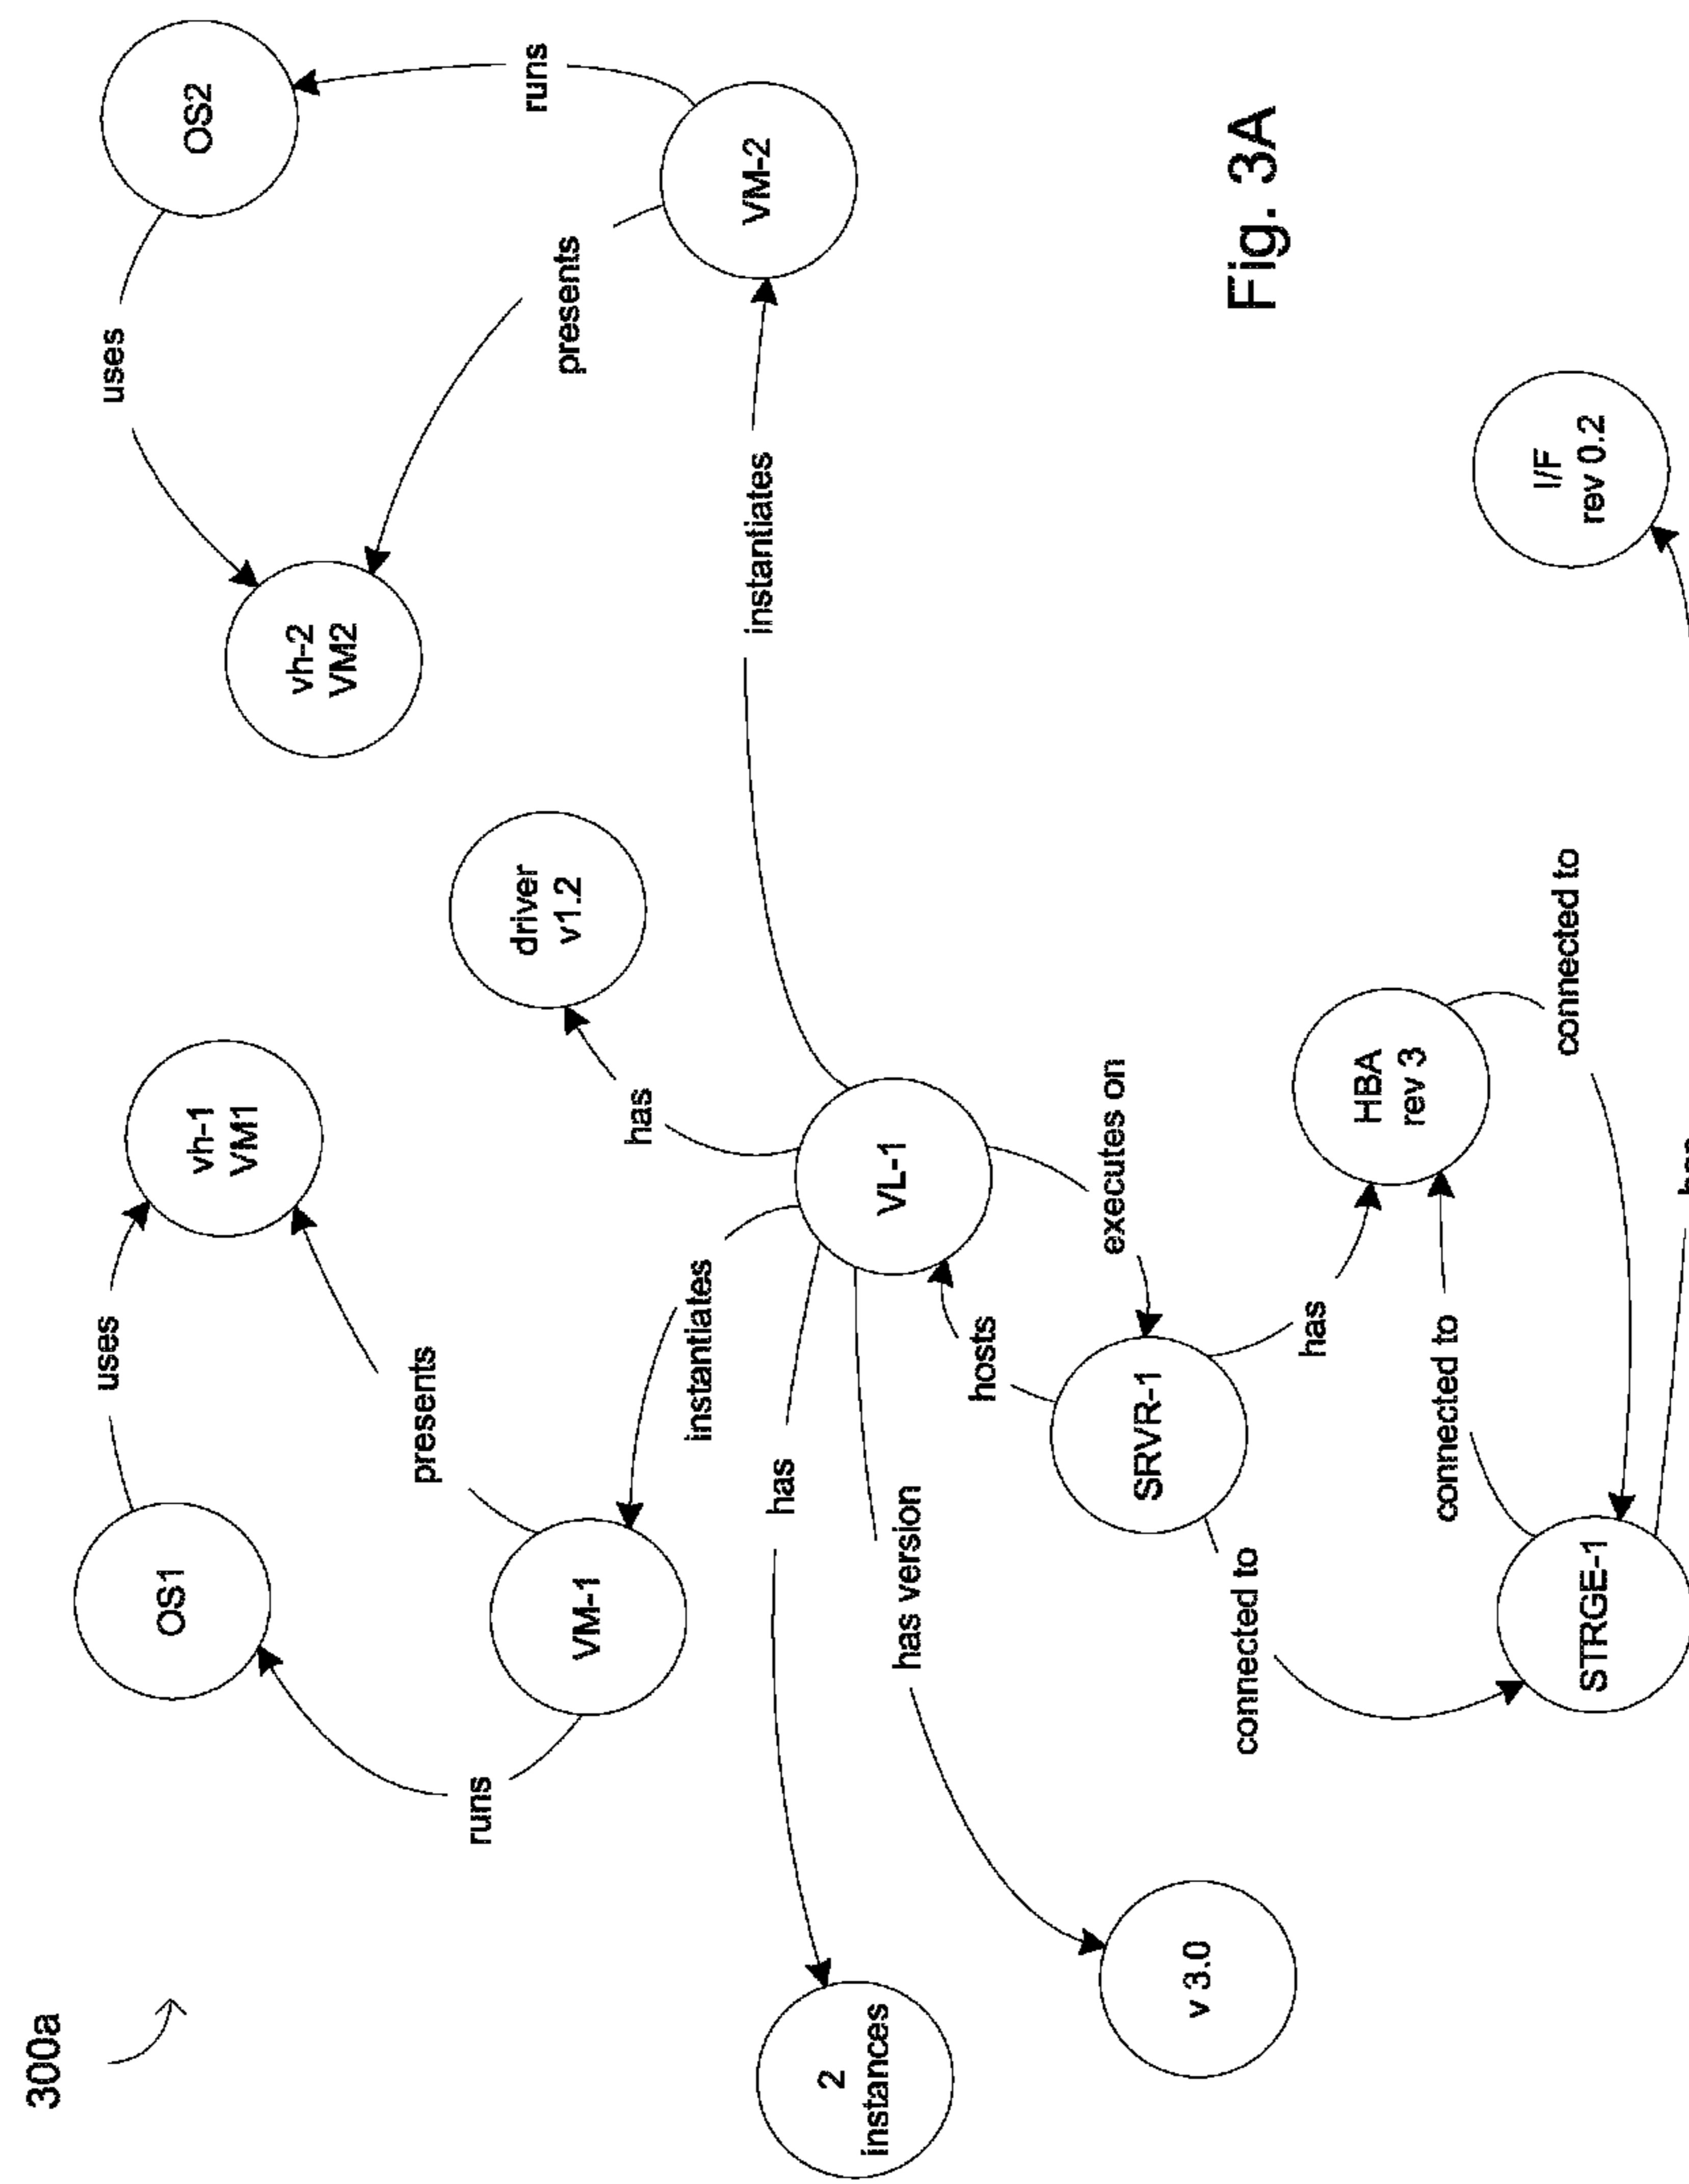 300a
uses
uses
OS1
OS2
vh-1
VM1
vh-2
VM2
presents
runs
driver
v1.2
runs
presents
VM-1
has
instantiates
instantiates
VM-2
has
2
instances
VL-1
has version
hosts
executes on
SRVR-1
v 3.0
connected to
Fig. 3A
has
HBA
rev 3
connected to
I/F
rev 0.2
connected to
STRGE-1